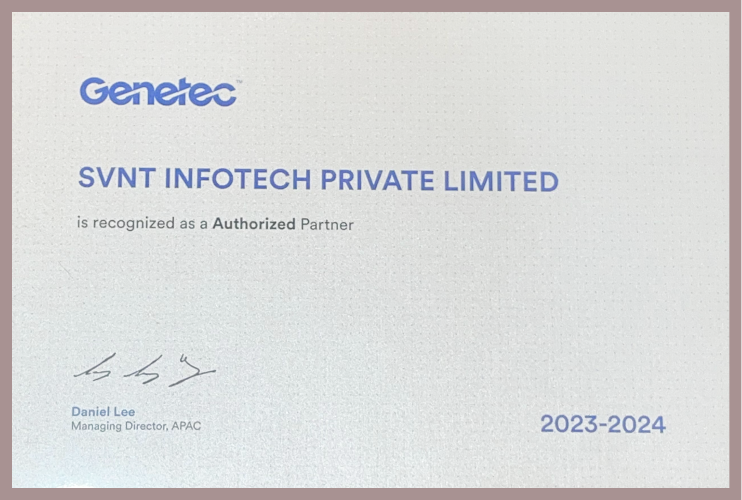 Genetec™
SVNT INFOTECH PRIVATE LIMITED
is recognized as a Authorized Partner
Daniel Lee
Managing Director, APAC
2023-2024